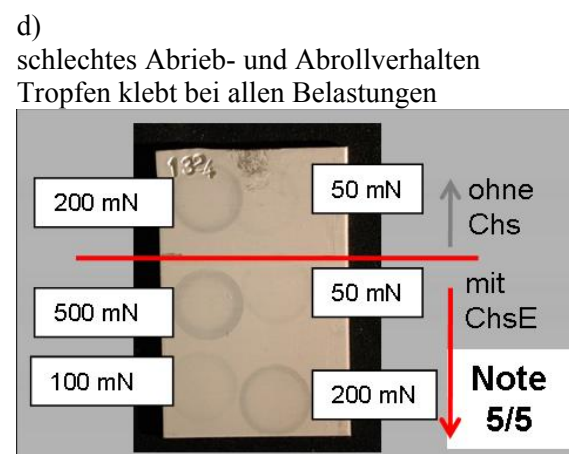 d)
schlechtes Abrieb- und Abrollverhalten
Tropfen klebt bei allen Belastungen
1324
200 mN
50 mN
ohne
Chs
500 mN
50 mN
mit
ChsE
100 mN
200 mN
Note
5/5